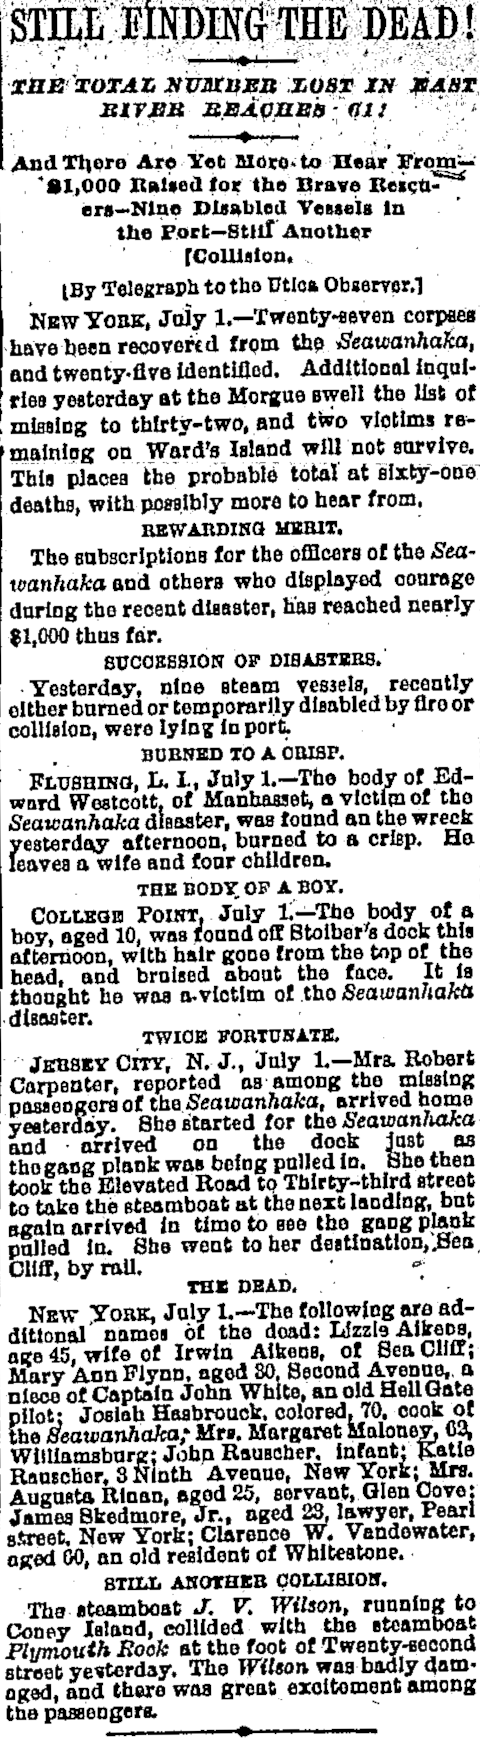 STILL FINDING THE DEAD!
THE TOTAL NUMBER LOST IN EAST
RIVER REACHES 61!
And There Are Yet More to Hear From—
$1,000 Raised for the Brave Rescu-
ers—Nine Disabled Vessels in
the Port—Still Another
[Collision.
[By Telegraph to the Utica Observer.]
NEW YORK, July 1.—Twenty-seven corpses
have been recovered from the Seawanhaka,
and twenty-five identified. Additional inqui-
ries yesterday at the Morgue swell the list of
missing to thirty-two, and two victims re-
maining on Ward's Island will not survive.
This places the probable total at sixty-one
deaths, with possibly more to hear from.
REWARDING MERIT.
The subscriptions for the officers of the Sea-
wanhaka and others who displayed courage
during the recent disaster, has reached nearly
$1,000 thus far.
SUCCESSION OF DISASTERS.
Yesterday, nine steam vessels, recently
either burned or temporarily disabled by fire or
collision, were lying in port.
BURNED TO A CRISP.
FLUSHING, L. I., July 1.—The body of Ed-
ward Westcott, of Manhasset, a victim of the
Seawanhaka disaster, was found an the wreck
yesterday afternoon, burned to a crisp. He
leaves a wife and four children.
THE BODY OF A BOY.
COLLEGE POINT, July 1.—The body of a
boy, aged 10, was found off Stolber's dock this
afternoon, with hair gone from the top of the
head, and bruised about the face. It is
thought he was a victim of the Seawanhaka
disaster.
TWICE FORTUNATE.
JERSEY CITY, N. J., July 1.—Mrs. Robert
Carpenter, reported as among the missing
passengers of the Seawanhaka, arrived home
yesterday. She started for the Seawanhaka
and arrived on the dock just as
the gang plank was being pulled in. She then
took the Elevated Road to Thirty-third street
to take the steamboat at the next landing, but
again arrived in time to see the gang plank
pulled in. She went to her destination, Sea
Cliff, by rail.
THE DEAD.
NEW YORK, July 1.—The following are ad-
ditional names of the dead: Lizzie Aikens,
age 45, wife of Irwin Aikens, of Sea Cliff;
Mary Ann Flynn, aged 30, Second Avenue, a
niece of Captain John White, an old Hell Gate
pilot; Josiah Hasbrouck, colored, 70, cook of
the Seawanhaka; Mrs. Margaret Maloney, 62,
Williamsburg; John Rauscher, infant; Katie
Rauscher, 3 Ninth Avenue, New York; Mrs.
Augusta Rinan, aged 25, servant, Glen Cove;
James Skedmore, Jr., aged 23, lawyer, Pearl
street, New York; Clarence W. Vandewater,
aged 60, an old resident of Whitestone.
STILL ANOTHER COLLISION.
The steamboat J. V. Wilson, running to
Coney Island, collided with the steamboat
Plymouth Rock at the foot of Twenty-second
street yesterday. The Wilson was badly dam-
aged, and there was great excitement among
the passengers.